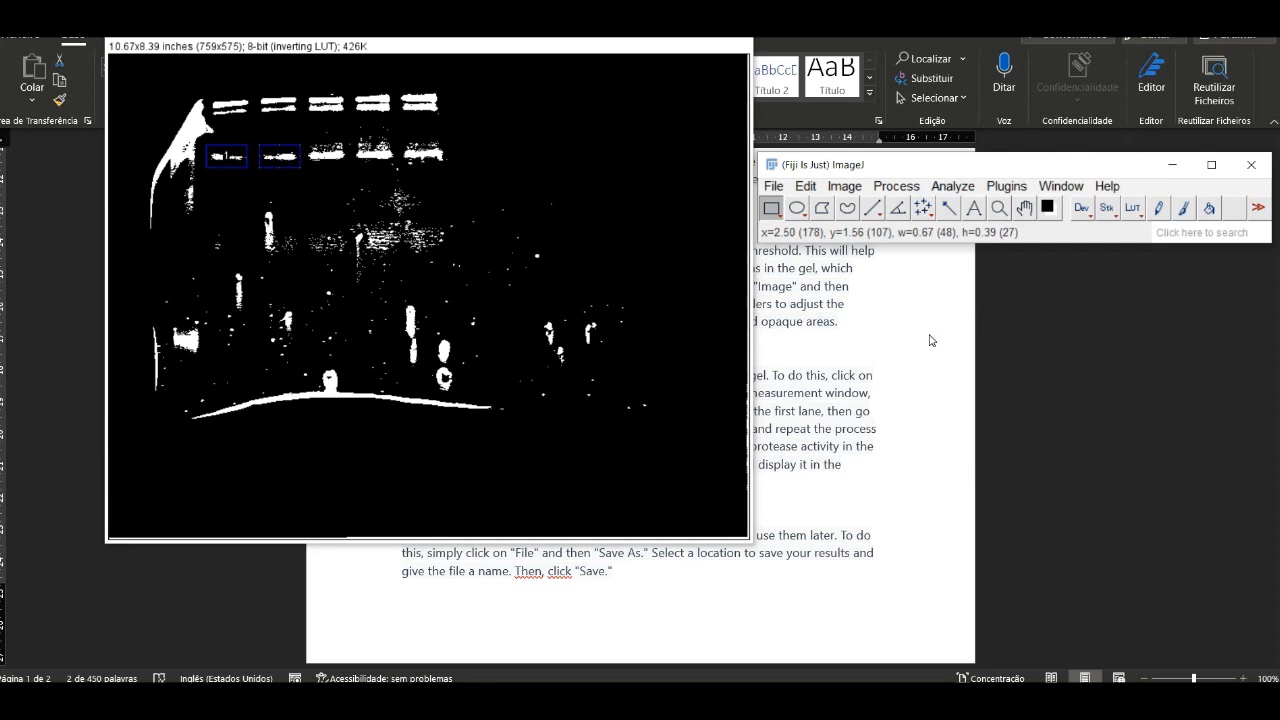 10.67x8.39 inches (759x575); 8-bit (inverting LUT); 426K
Colar
Área de Transferência
AaBbCcD
Título 2
AaB
Título
Localizar
Substituir
Selecionar
Edição
Ditar
Voz
Confidencialidade
Confidencialidade
Editor
Editor
Reutilizar
Ficheiros
Reutilizar Ficheiros
12 13 14 16 17
(Fiji Is Just) ImageJ
File Edit Image Process Analyze Plugins Window Help
Dev Stk LUT
x=2.50 (178), y=1.56 (107), w=0.67 (48), h=0.39 (27)
Click here to search
1
hreshold. This will help
s in the gel, which
"Image" and then
ers to adjust the
d opaque areas.
gel. To do this, click on
neasurement window,
the first lane, then go
and repeat the process
protease activity in the
display it in the
use them later. To do
this, simply click on "File" and then "Save As." Select a location to save your results and
give the file a name. Then, click "Save."
Página 1 de 2
2 de 450 palavras
Inglês (Estados Unidos)
Acessibilidade: sem problemas
Concentração
100%